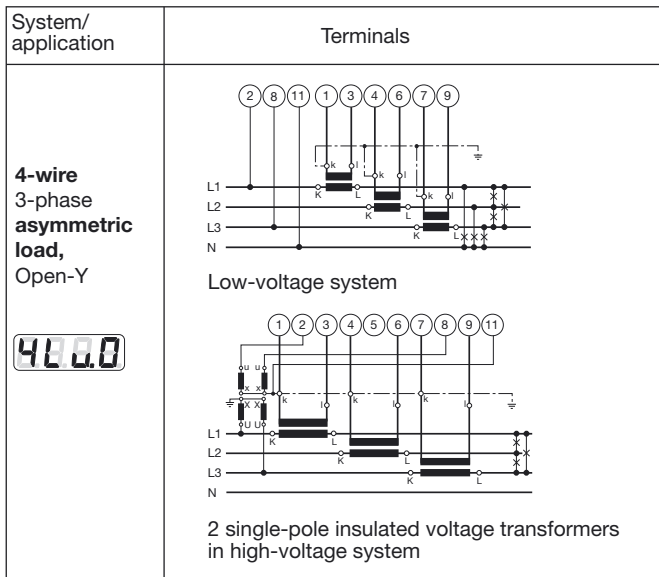 System/
application
Terminals
4-wire
3-phase
asymmetric
load,
Open-Y
4L u.O
2 8 11 1 3 4 6 7 9
k l k l k l
L1 K L
L2 K L
L3 K L
N
Low-voltage system
1 2 3 4 5 6 7 8 9 11
u u
x x
X X
U U
k l k l k l
L1 K L
L2 K L
L3 K L
N
2 single-pole insulated voltage transformers
in high-voltage system